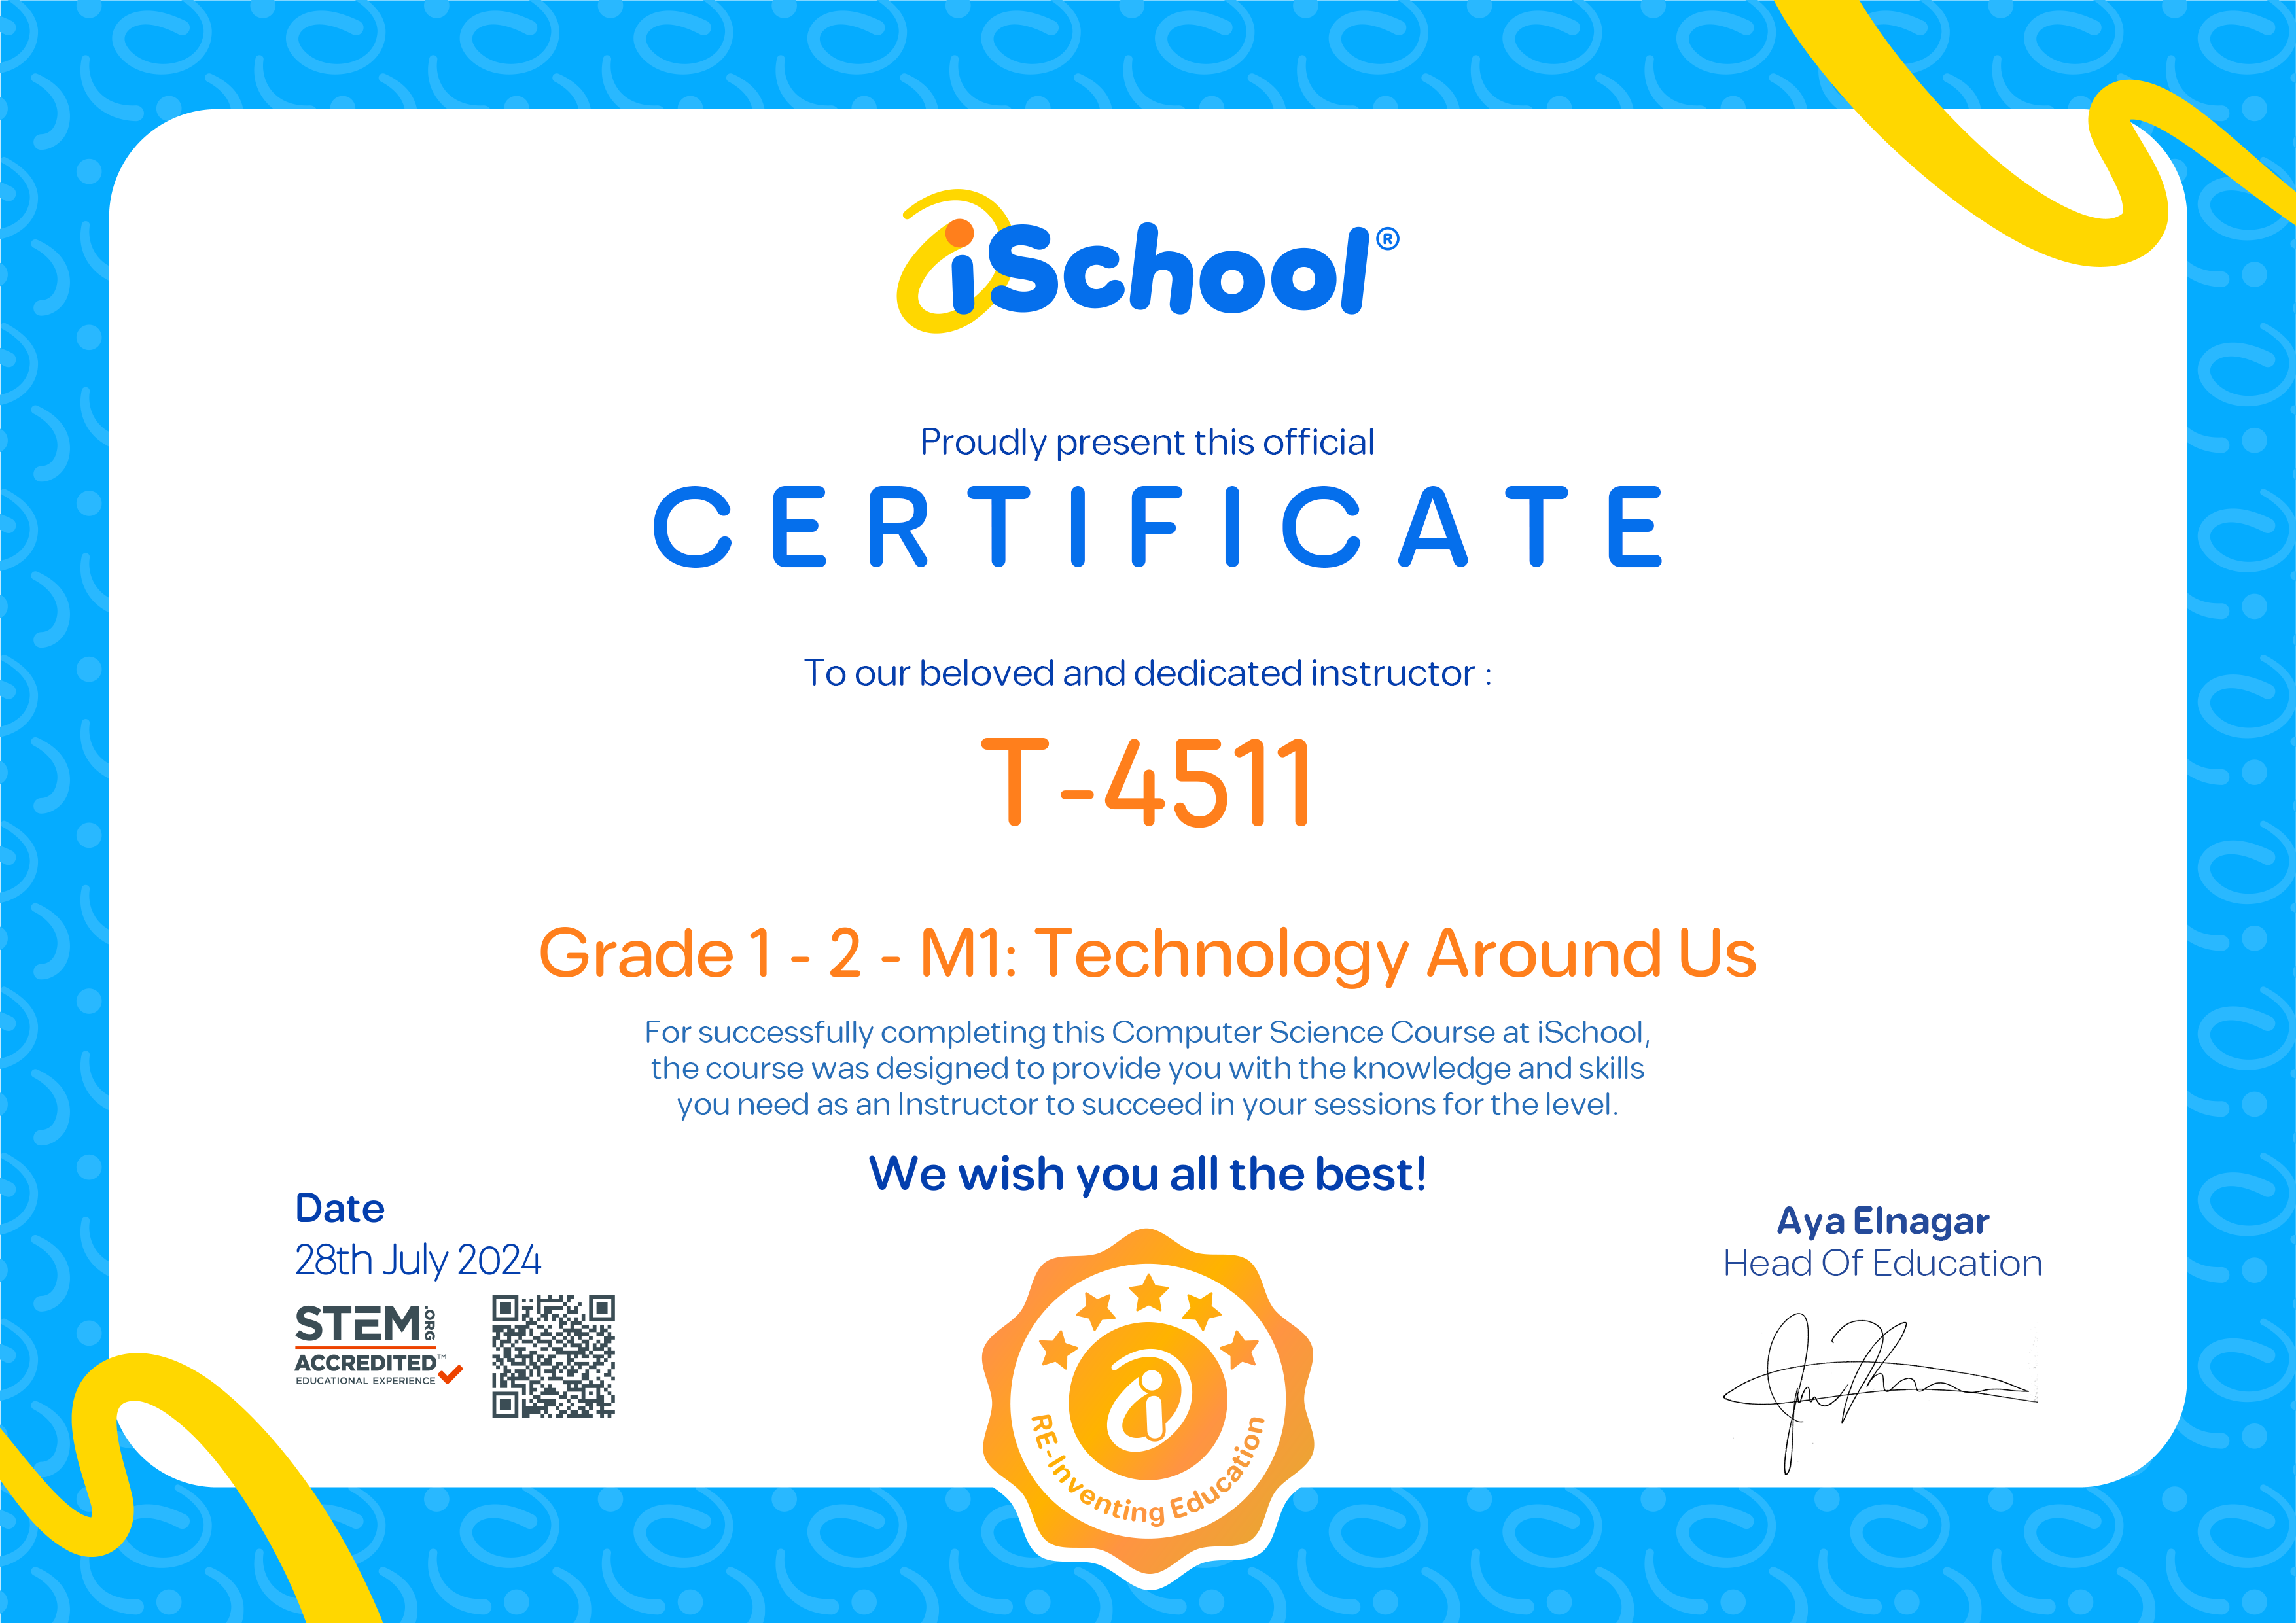 iSchool®
Proudly present this official
CERTIFICATE
To our beloved and dedicated instructor :
T-4511
Grade 1 - 2 - M1: Technology Around Us
For successfully completing this Computer Science Course at iSchool,
the course was designed to provide you with the knowledge and skills
you need as an Instructor to succeed in your sessions for the level.
We wish you all the best!
Date
28th July 2024
STEM.ORG
ACCREDITED™
EDUCATIONAL EXPERIENCE
i
RE-Inventing Education
Aya Elnagar
Head Of Education